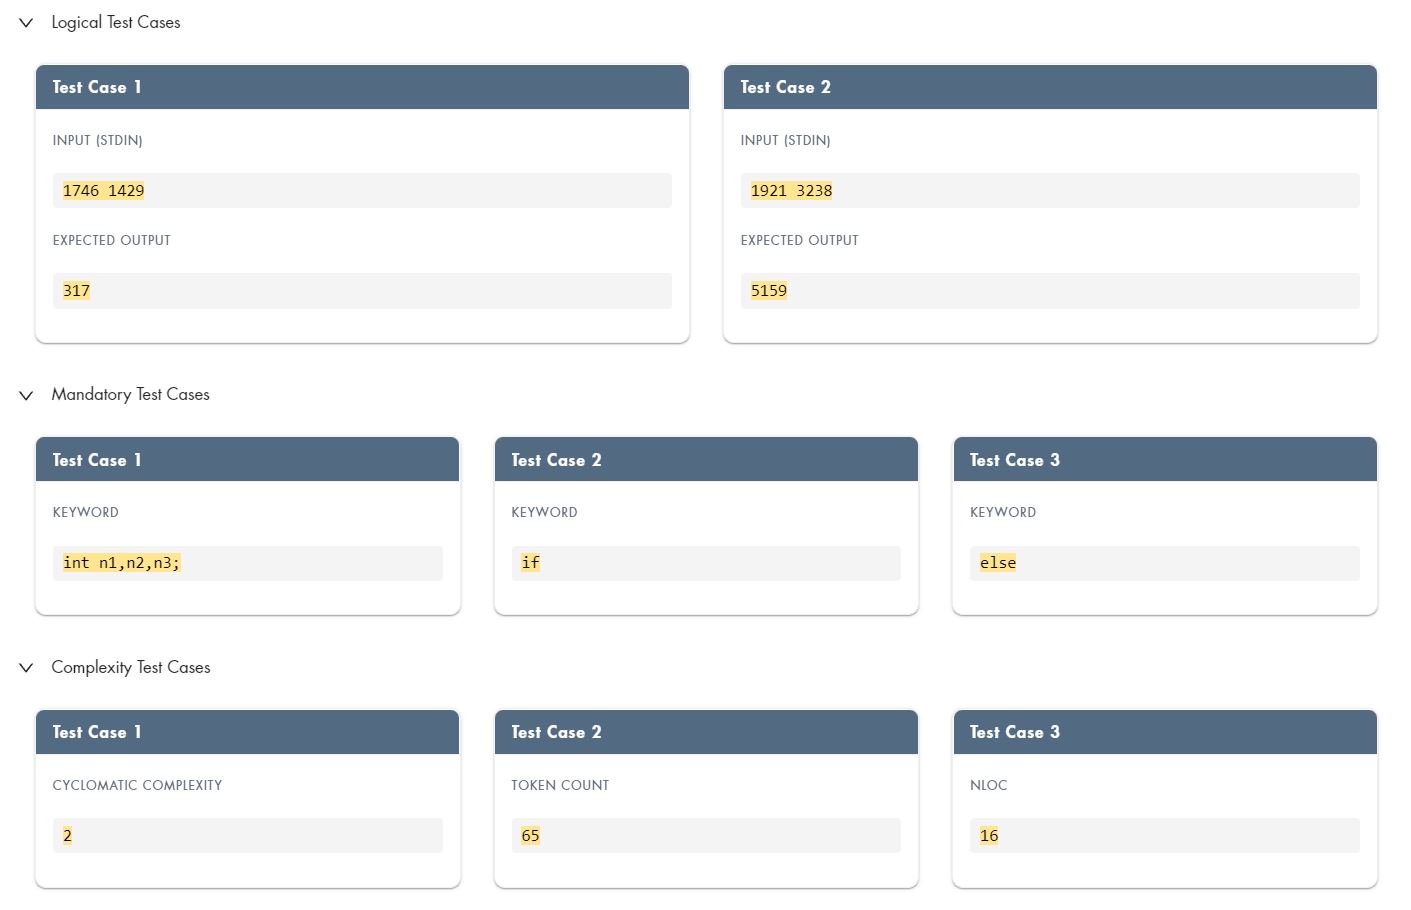 Logical Test Cases
Test Case 1
INPUT (STDIN)
1746 1429
EXPECTED OUTPUT
317
Test Case 2
INPUT (STDIN)
1921 3238
EXPECTED OUTPUT
5159
Mandatory Test Cases
Test Case 1
KEYWORD
int n1,n2,n3;
Test Case 2
KEYWORD
if
Test Case 3
KEYWORD
else
Complexity Test Cases
Test Case 1
CYCLOMATIC COMPLEXITY
2
Test Case 2
TOKEN COUNT
65
Test Case 3
NLOC
16